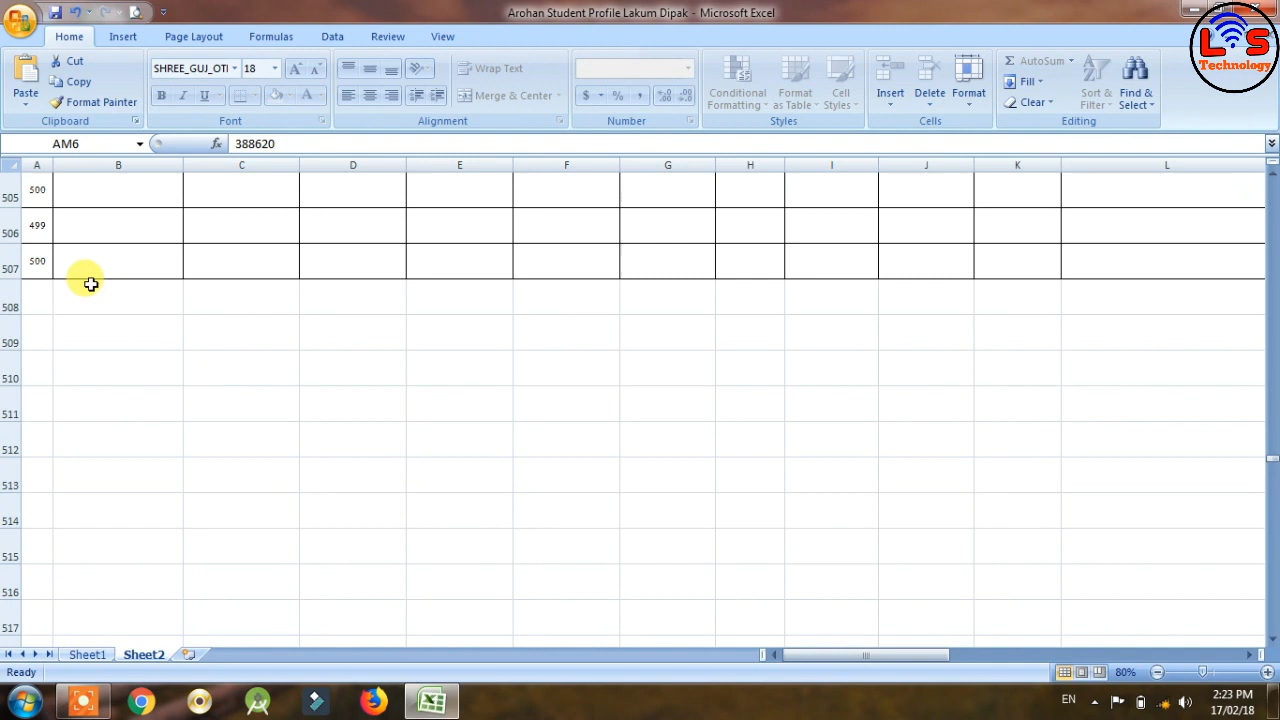 Arohan Student Profile Lakum Dipak - Microsoft Excel
LS
Technology
Home Insert Page Layout Formulas Data Review View
Paste
Cut
Copy
Format Painter
Clipboard
SHREE_GUJ_OTI 18
B I U
Font
Wrap Text
Merge & Center
Alignment
$ % ,
Number
Conditional Formatting
Format as Table
Cell Styles
Styles
Insert Delete Format
Cells
Σ AutoSum
Fill
Clear
Sort & Filter
Find & Select
Editing
AM6 fx 388620
A B C D E F G H I J K L
505 500
506 499
507 500
508
509
510
511
512
513
514
515
516
517
Sheet1 Sheet2
Ready 80%
EN 2:23 PM
17/02/18